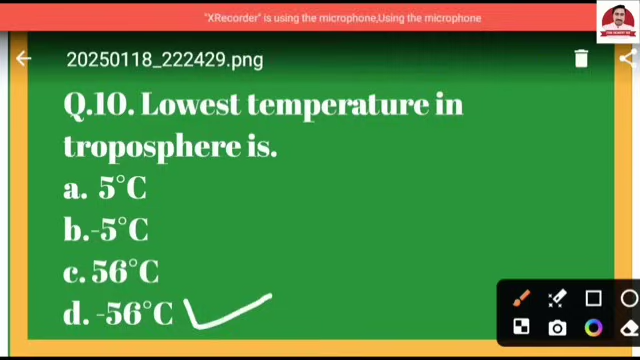 "XRecorder" is using the microphone,Using the microphone
20250118_222429.png
Q.10. Lowest temperature in
troposphere is.
a. 5°C
b.-5°C
c. 56°C
d. -56°C